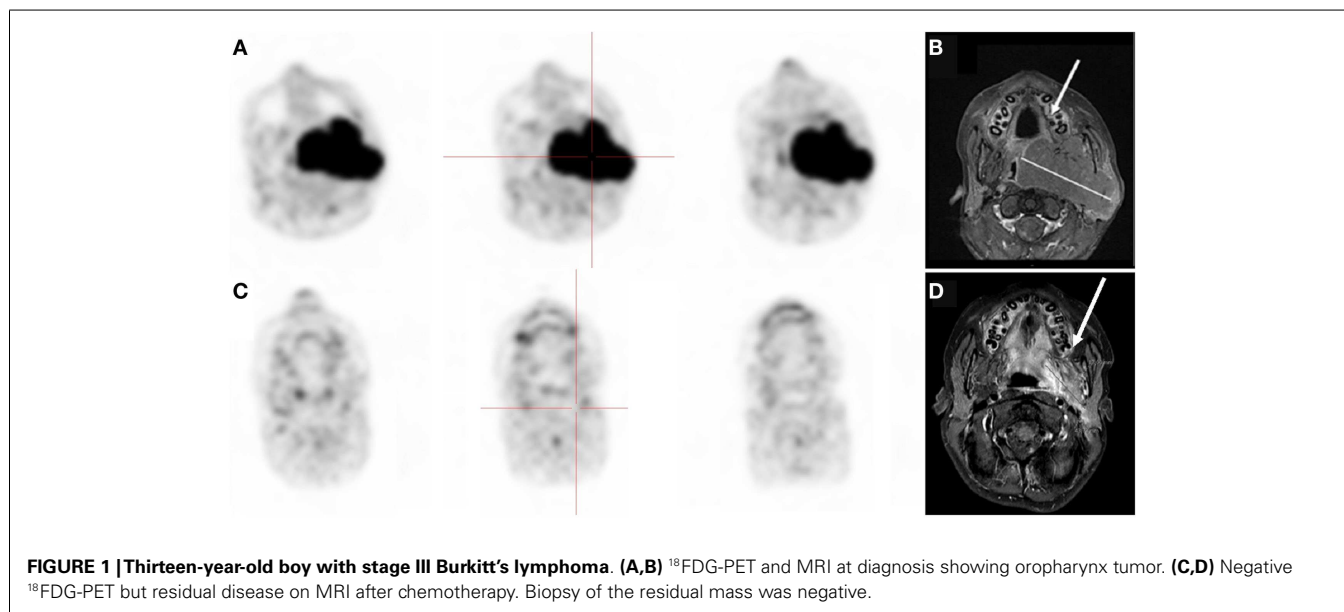 A
B
C
D
FIGURE 1 | Thirteen-year-old boy with stage III Burkitt's lymphoma. (A,B) ¹⁸FDG-PET and MRI at diagnosis showing oropharynx tumor. (C,D) Negative
¹⁸FDG-PET but residual disease on MRI after chemotherapy. Biopsy of the residual mass was negative.